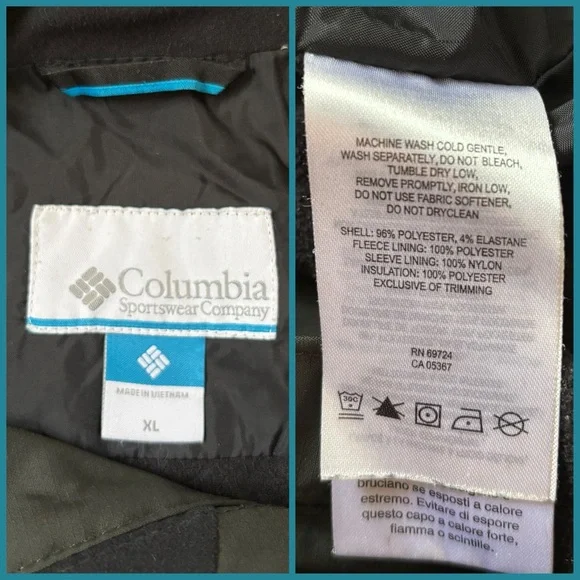 Columbia
Sportswear Company
MADE IN VIETNAM
XL
MACHINE WASH COLD GENTLE,
WASH SEPARATELY, DO NOT BLEACH,
TUMBLE DRY LOW,
REMOVE PROMPTLY, IRON LOW,
DO NOT USE FABRIC SOFTENER,
DO NOT DRYCLEAN
SHELL: 96% POLYESTER, 4% ELASTANE
FLEECE LINING: 100% POLYESTER
SLEEVE LINING: 100% NYLON
INSULATION: 100% POLYESTER
EXCLUSIVE OF TRIMMING
RN 69724
CA 05367
30C
bruciano se esposti a calore
estremo. Evitare di esporre
questo capo a calore forte,
fiamma o scintille.